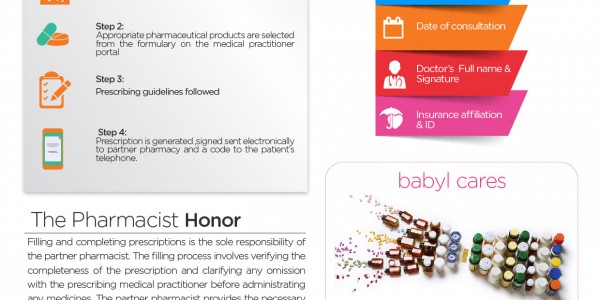 Step 2:
Appropriate pharmaceutical products are selected
from the formulary on the medical practitioner
portal
Step 3:
Prescribing guidelines followed
Step 4:
Prescription is generated ,signed sent electronically
to partner pharmacy and a code to the patient's
telephone.
Date of consultation
Doctor's Full name &
Signature
Insurance affiliation
& ID
The Pharmacist Honor
Filling and completing prescriptions is the sole responsibility of
the partner pharmacist. The filling process involves verifying the
completeness of the prescription and clarifying any omission
with the prescribing medical practitioner before administrating
any medicines. The partner pharmacist provides the necessary
babyl cares